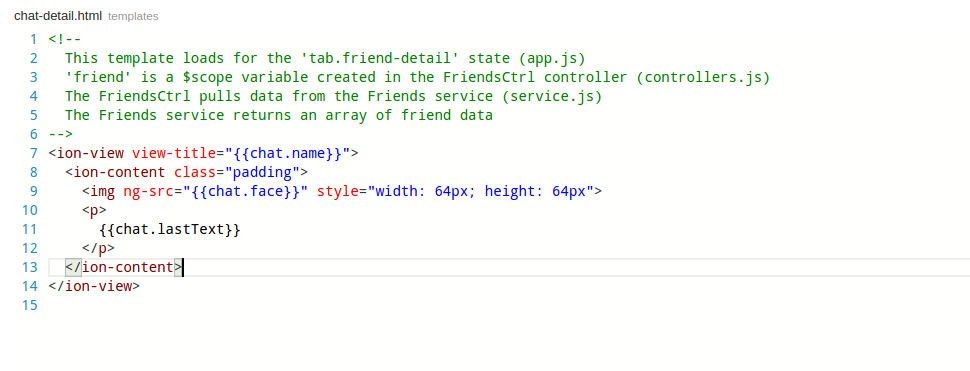 chat-detail.html templates
1 <!--
2   This template loads for the 'tab.friend-detail' state (app.js)
3   'friend' is a $scope variable created in the FriendsCtrl controller (controllers.js)
4   The FriendsCtrl pulls data from the Friends service (service.js)
5   The Friends service returns an array of friend data
6 -->
7 <ion-view view-title="{{chat.name}}">
8   <ion-content class="padding">
9     <img ng-src="{{chat.face}}" style="width: 64px; height: 64px">
10     <p>
11       {{chat.lastText}}
12     </p>
13   </ion-content>
14 </ion-view>
15